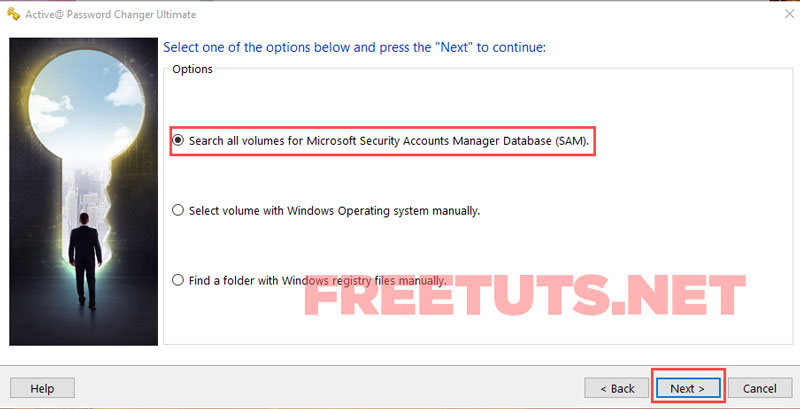 Active@ Password Changer Ultimate
Select one of the options below and press the "Next" to continue:
Options
Search all volumes for Microsoft Security Accounts Manager Database (SAM).
Select volume with Windows Operating system manually.
Find a folder with Windows registry files manually.
FREETUTS.NET
Help
< Back
Next >
Cancel